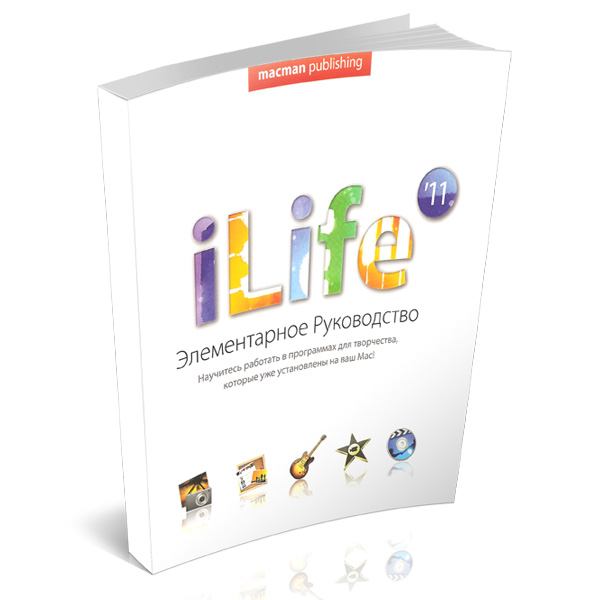 macman publishing
iLife '11
Элементарное Руководство
Научитесь работать в программах для творчества,
которые уже установлены на ваш Mac!